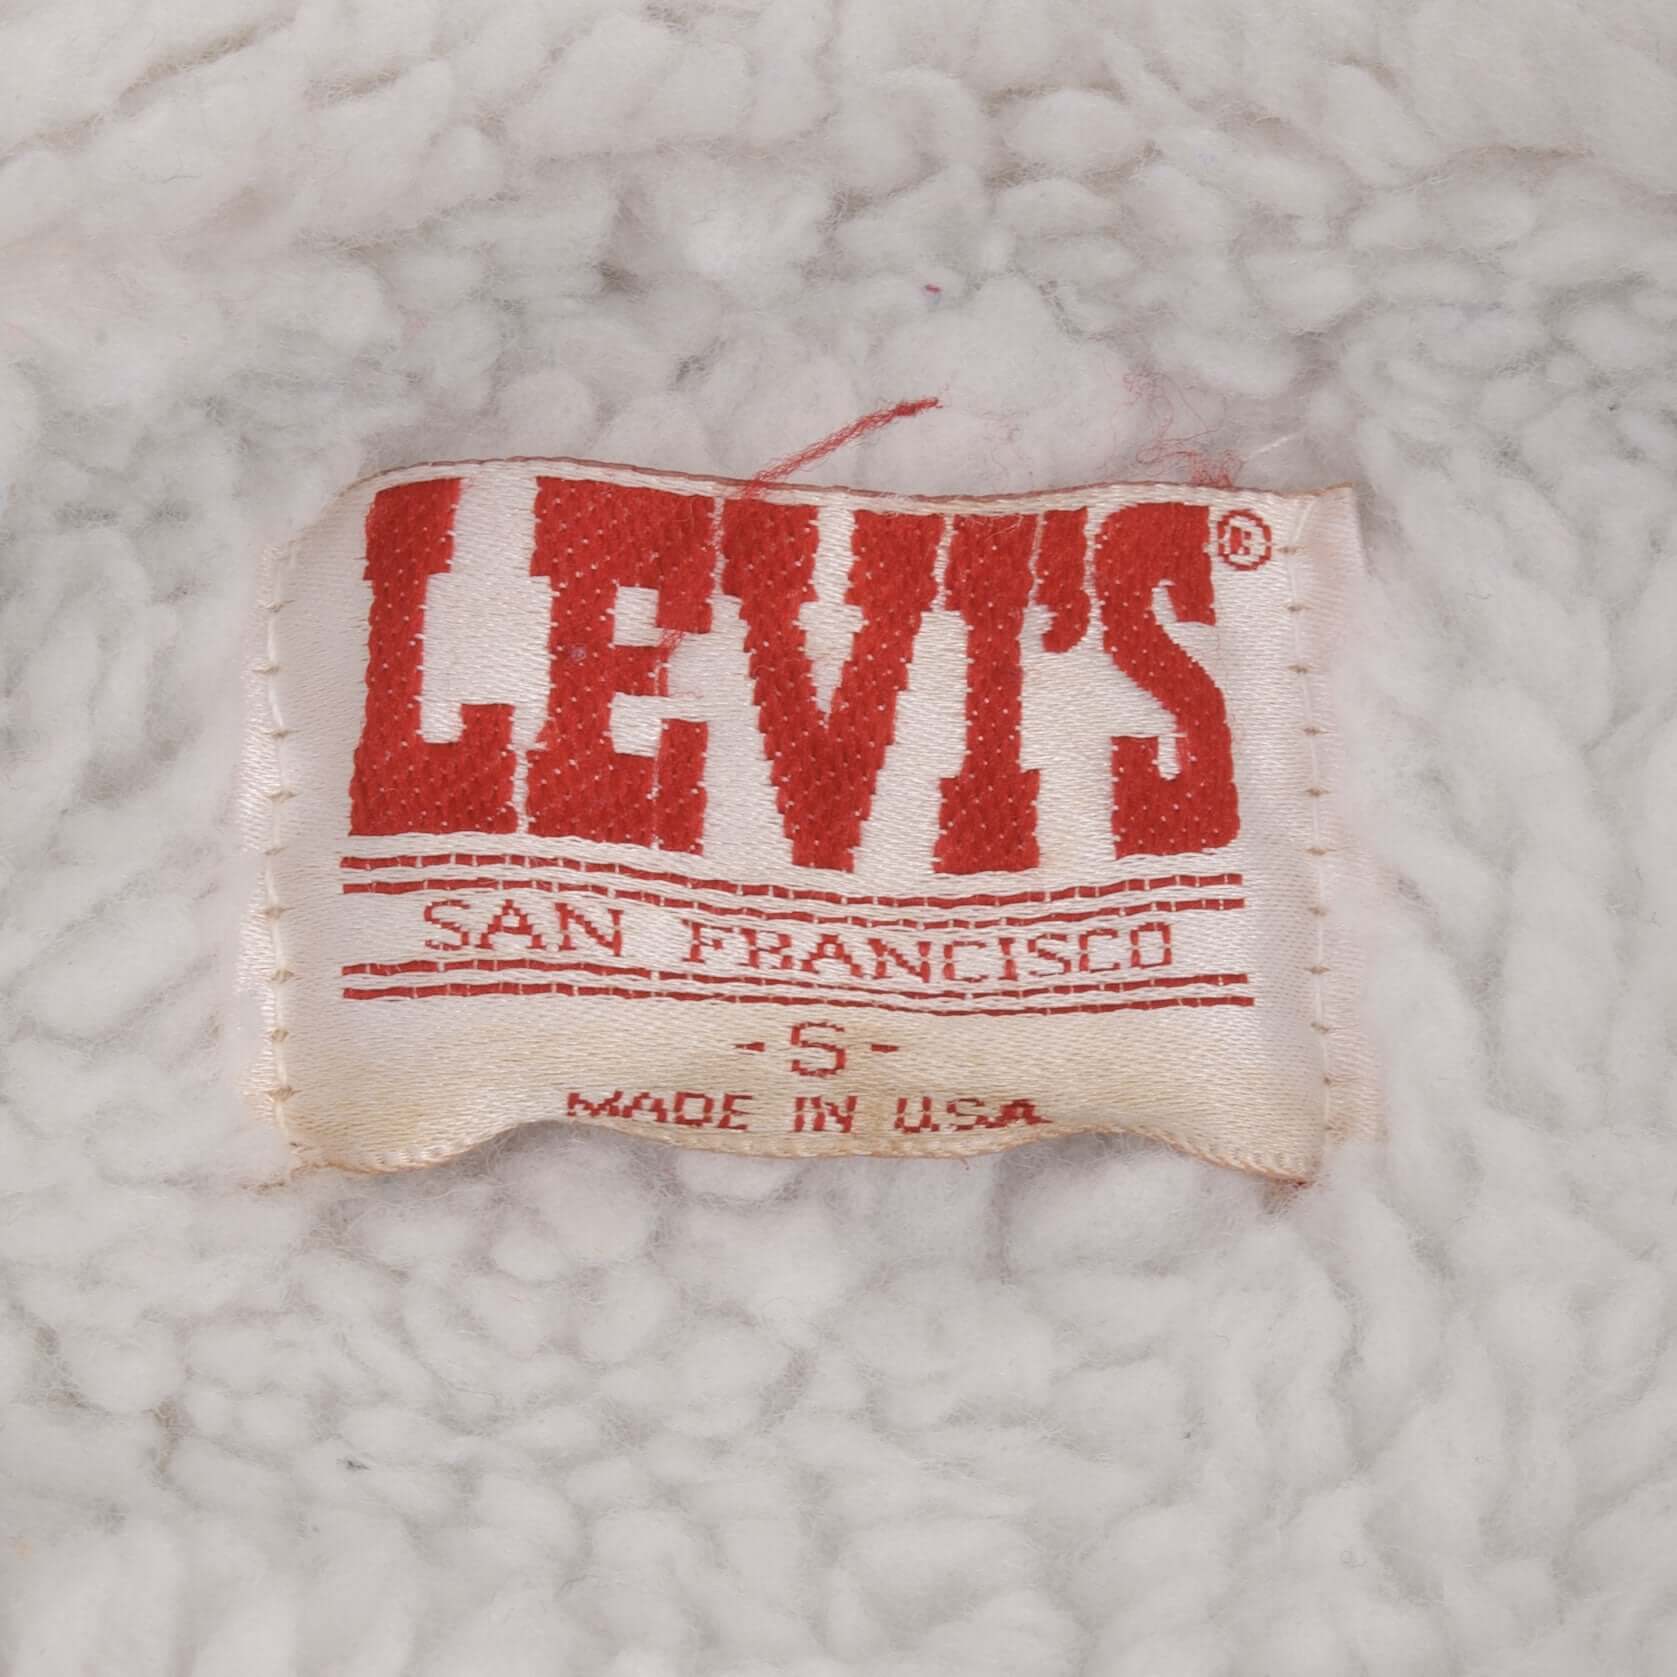 LEVI'S®
SAN FRANCISCO
-S-
MADE IN U.S.A.